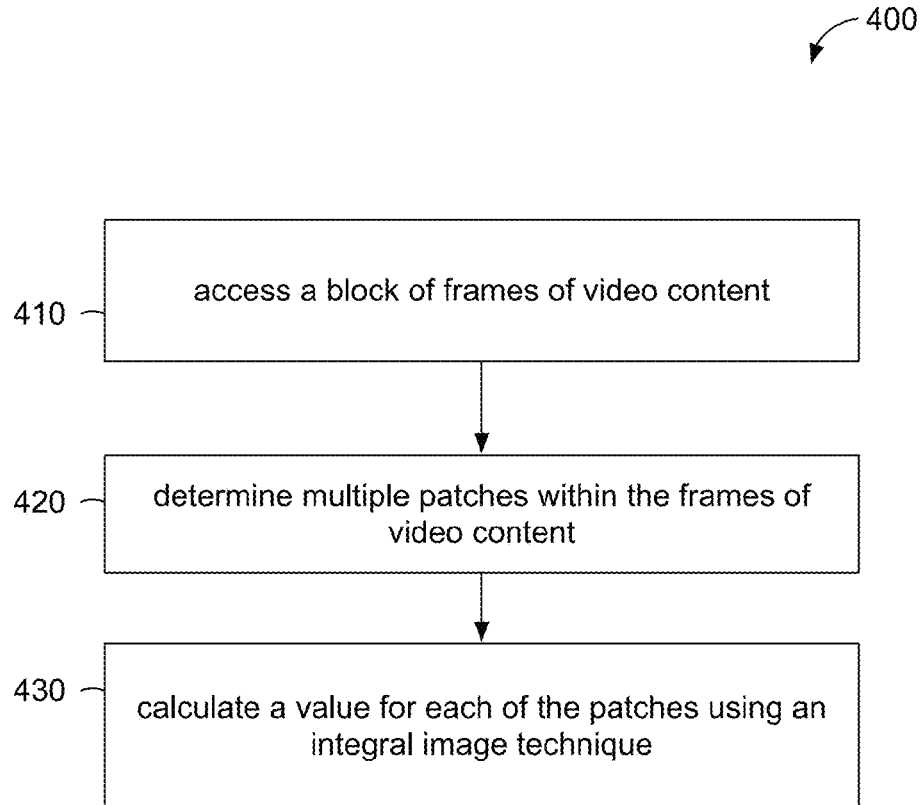 400
410
access a block of frames of video content
420
determine multiple patches within the frames of
video content
430
calculate a value for each of the patches using an
integral image technique